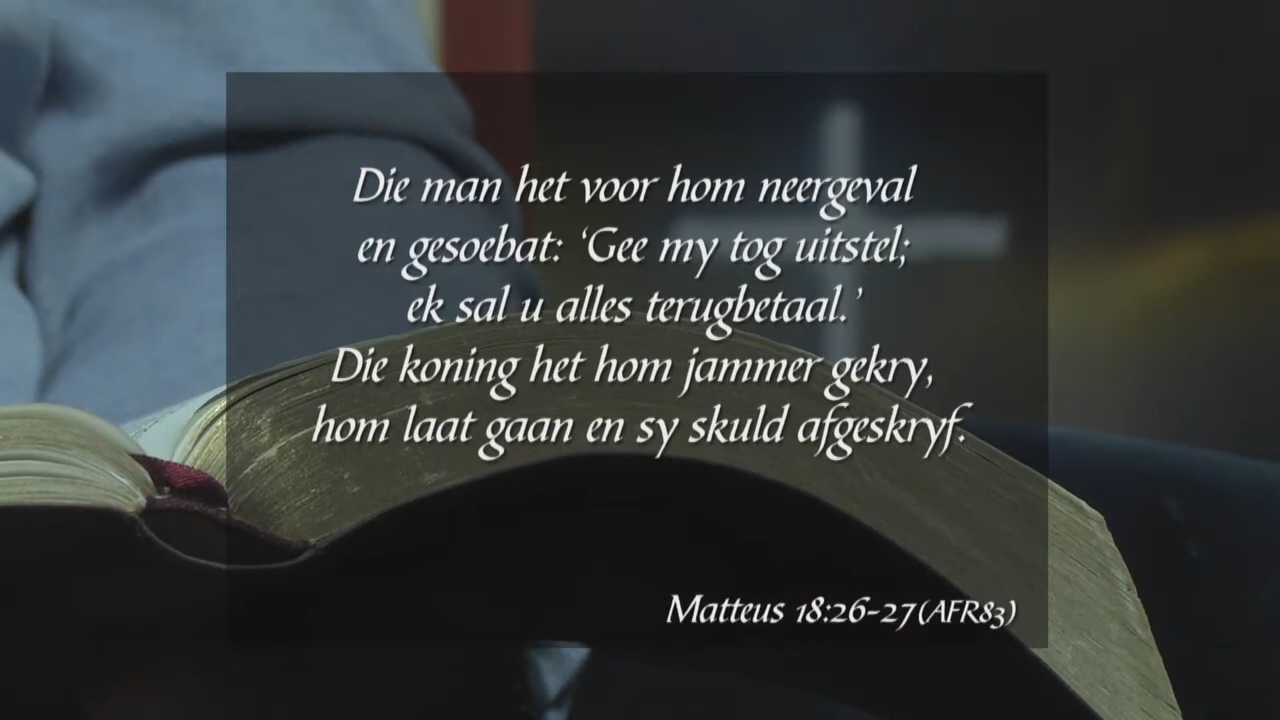 Die man het voor hom neergeval
en gesoebat: ‘Gee my tog uitstel;
ek sal u alles terugbetaal.’
Die koning het hom jammer gekry,
hom laat gaan en sy skuld afgeskryf.
Matteus 18:26-27 (AFR83)